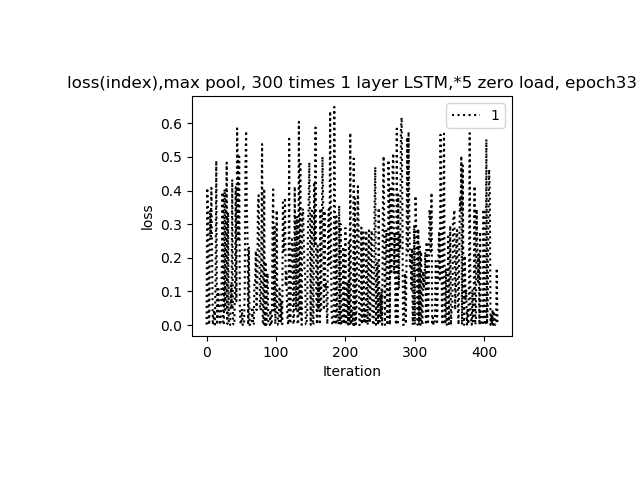 loss(index),max pool, 300 times 1 layer LSTM,*5 zero load, epoch33
1
0.6
0.5
0.4
0.3
0.2
0.1
0.0
loss
0 100 200 300 400
Iteration